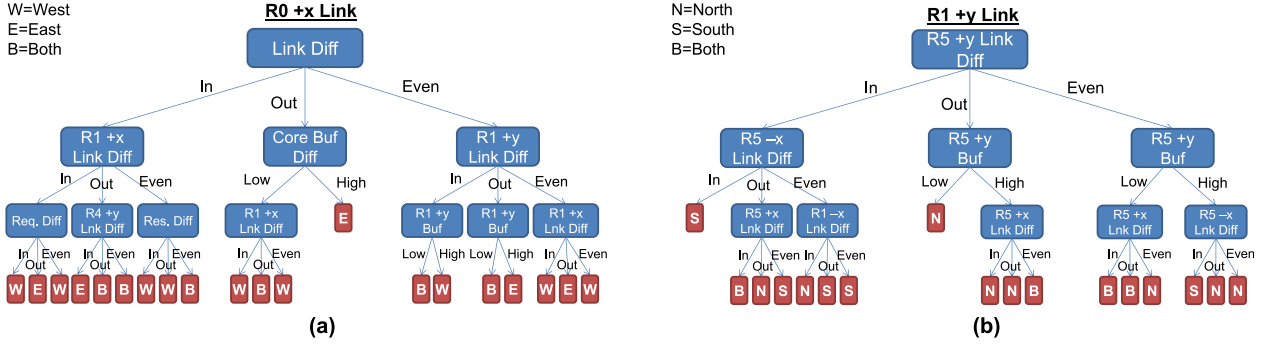 W=West
E=East
B=Both
R0 +x Link
Link Diff
In
Out
Even
R1 +x
Link Diff
Core Buf
Diff
R1 +y
Link Diff
In
Out
Even
Low
High
In
Out
Even
Req. Diff
R4 +y
Lnk Diff
Res. Diff
R1 +x
Lnk Diff
E
R1 +y
Buf
R1 +y
Buf
R1 +x
Lnk Diff
In
Out
Even
In
Out
Even
In
Out
Even
In
Out
Even
Low
High
Low
High
In
Out
Even
W E W E B B W W B
W B W
B W
B E
W E W
(a)
N=North
S=South
B=Both
R1 +y Link
R5 +y Link
Diff
In
Out
Even
R5 –x
Link Diff
R5 +y
Buf
R5 +y
Buf
In
Out
Even
Low
High
Low
High
S
R5 +x
Lnk Diff
R1 –x
Lnk Diff
N
R5 +x
Lnk Diff
R5 +x
Lnk Diff
R5 –x
Lnk Diff
In
Out
Even
In
Out
Even
In
Out
Even
In
Out
Even
In
Out
Even
B N S N S S
N N B
B B N
S N N
(b)